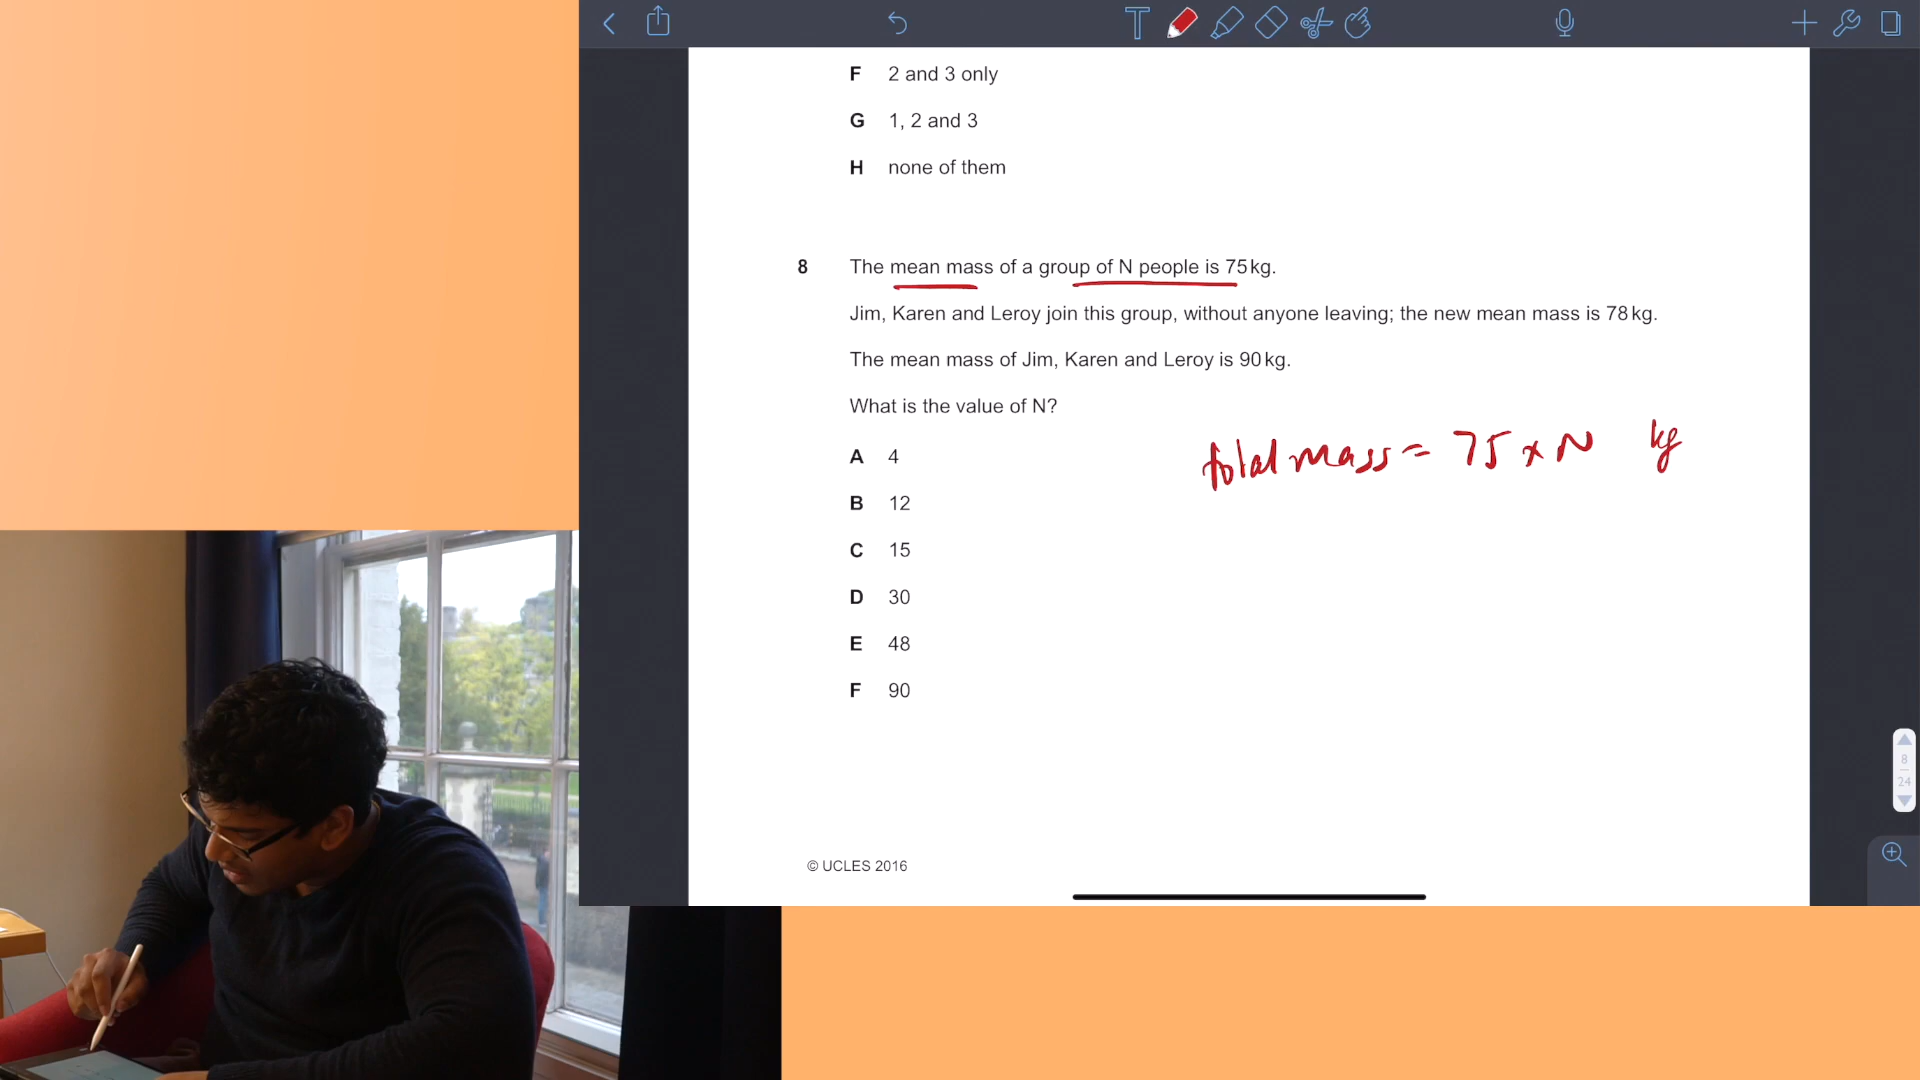 F 2 and 3 only
G 1, 2 and 3
H none of them
8 The mean mass of a group of N people is 75 kg.
Jim, Karen and Leroy join this group, without anyone leaving; the new mean mass is 78 kg.
The mean mass of Jim, Karen and Leroy is 90 kg.
What is the value of N?
total mass = 75 × N kg
A 4
B 12
C 15
D 30
E 48
F 90
8
24
© UCLES 2016